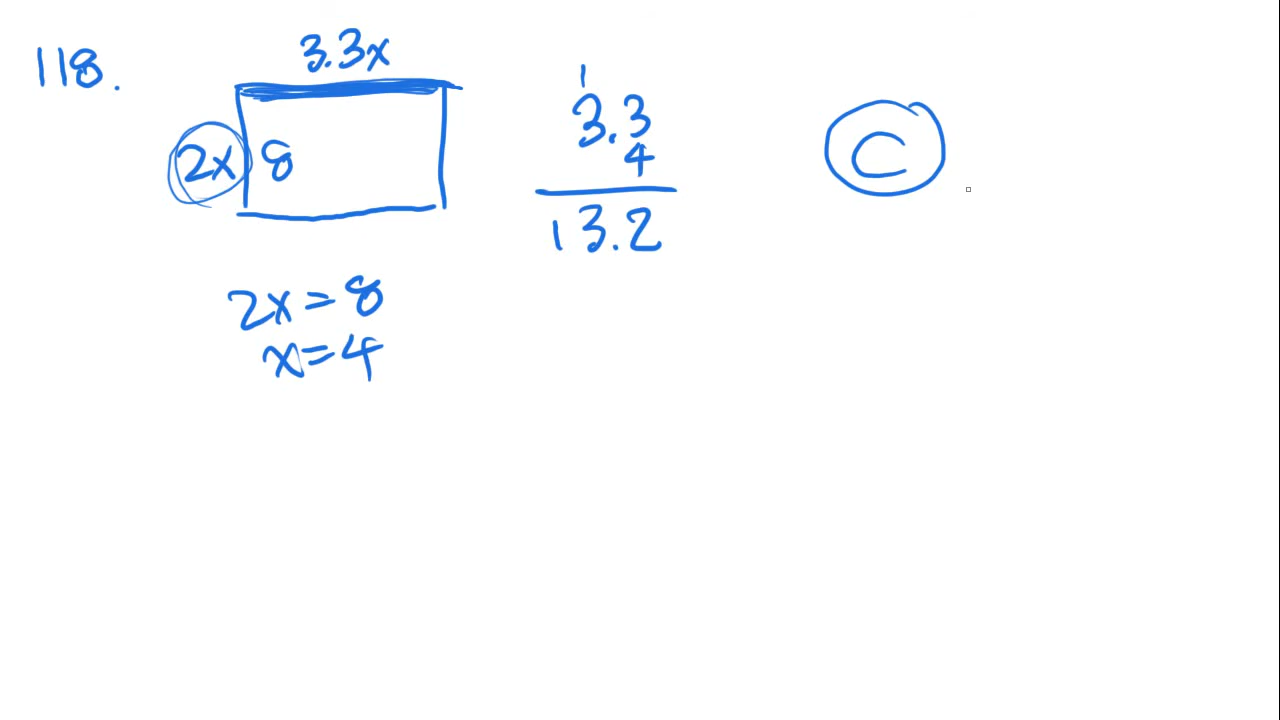 118.
3.3x
2x 8
2x = 8
x = 4
1
3.3
4
13.2
C